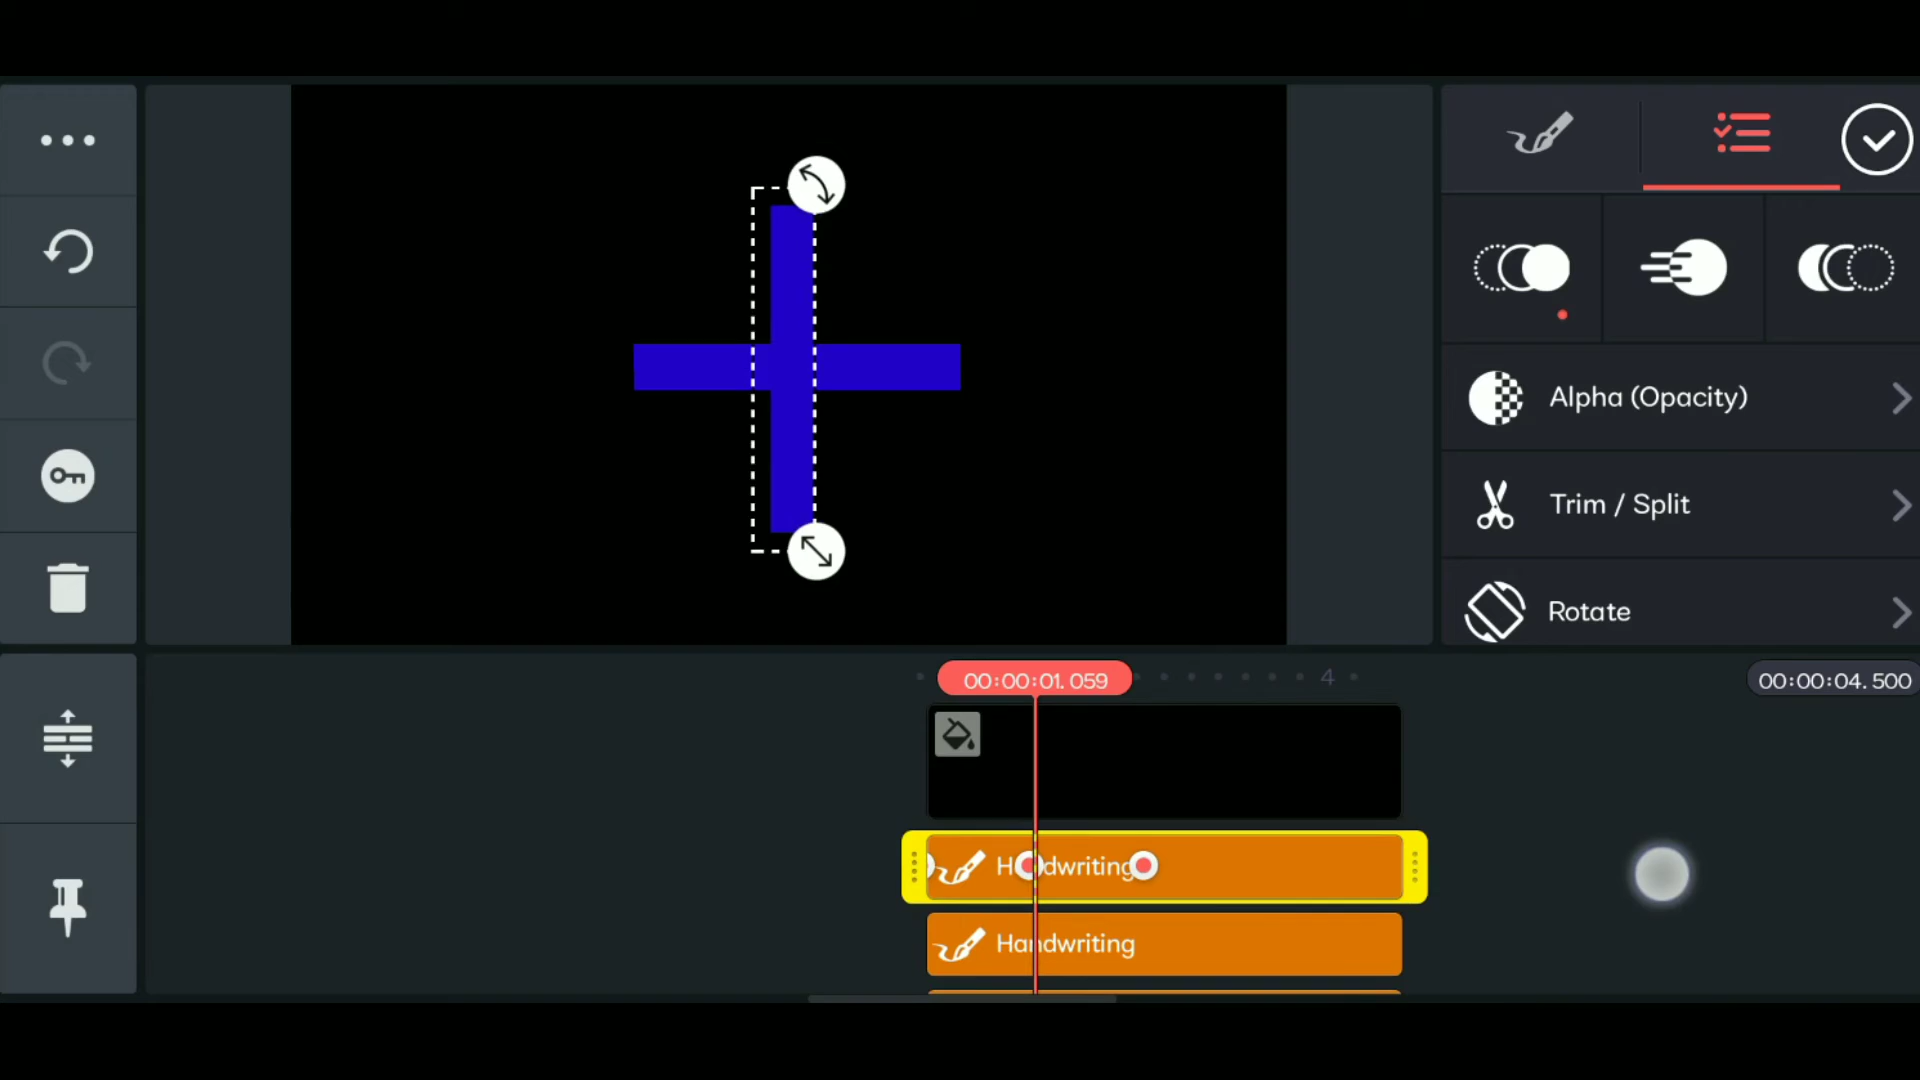 Alpha (Opacity)
Trim / Split
Rotate
00:00:01.059
4
00:00:04.500
Handwriting
Handwriting